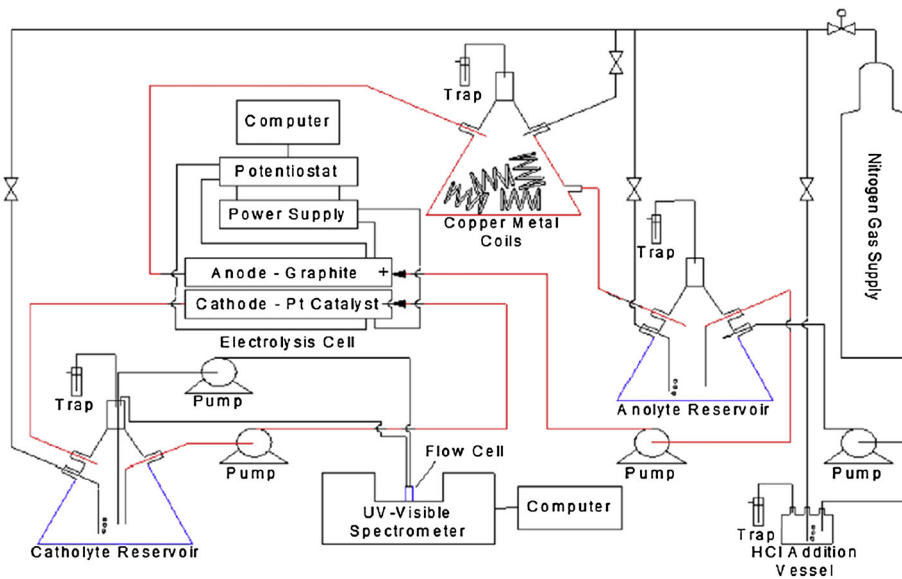 Trap
Computer
Potentiostat
Power Supply
Copper Metal
Coils
Nitrogen Gas Supply
Trap
Anode - Graphite +
Cathode - Pt Catalyst -
Electrolysis Cell
Trap
Pump
Anolyte Reservoir
Pump
Flow Cell
Pump
Pump
UV-Visible
Spectrometer
Computer
Catholyte Reservoir
Trap
HCl Addition
Vessel